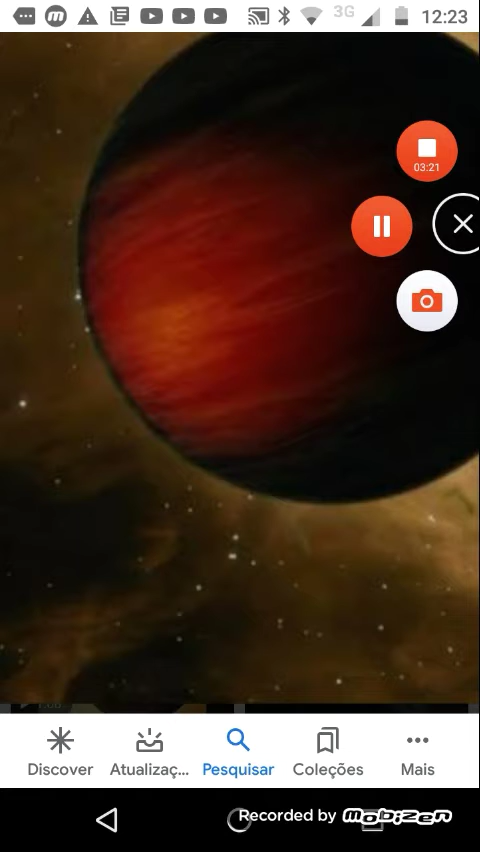 3G 12:23
03:21
Discover Atualizaç... Pesquisar Coleções Mais
Recorded by Mobizen